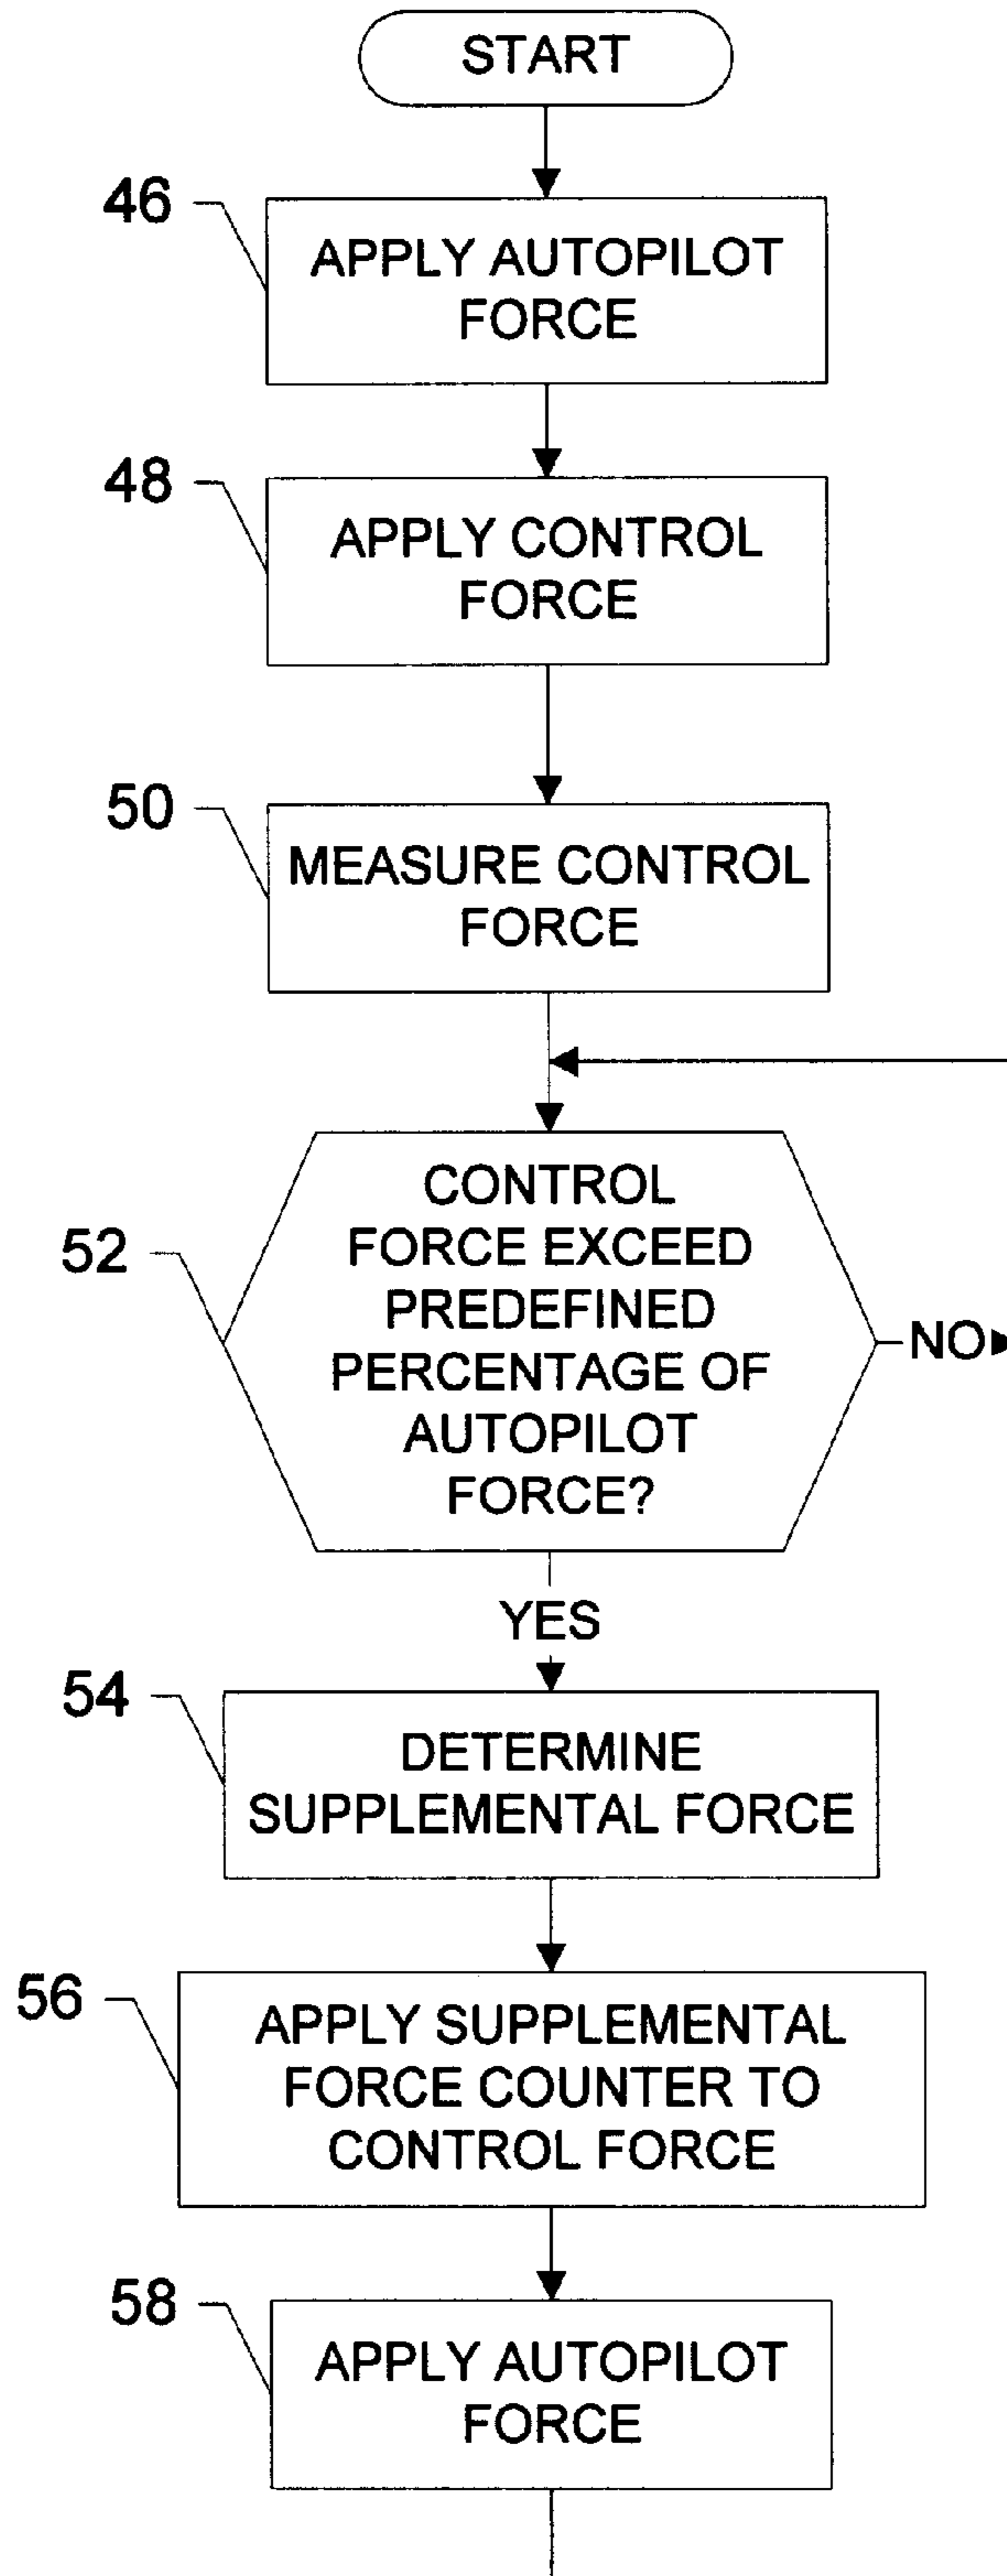 START
46
APPLY AUTOPILOT
FORCE
48
APPLY CONTROL
FORCE
50
MEASURE CONTROL
FORCE
52
CONTROL
FORCE EXCEED
PREDEFINED
PERCENTAGE OF
AUTOPILOT
FORCE?
NO
YES
54
DETERMINE
SUPPLEMENTAL FORCE
56
APPLY SUPPLEMENTAL
FORCE COUNTER TO
CONTROL FORCE
58
APPLY AUTOPILOT
FORCE